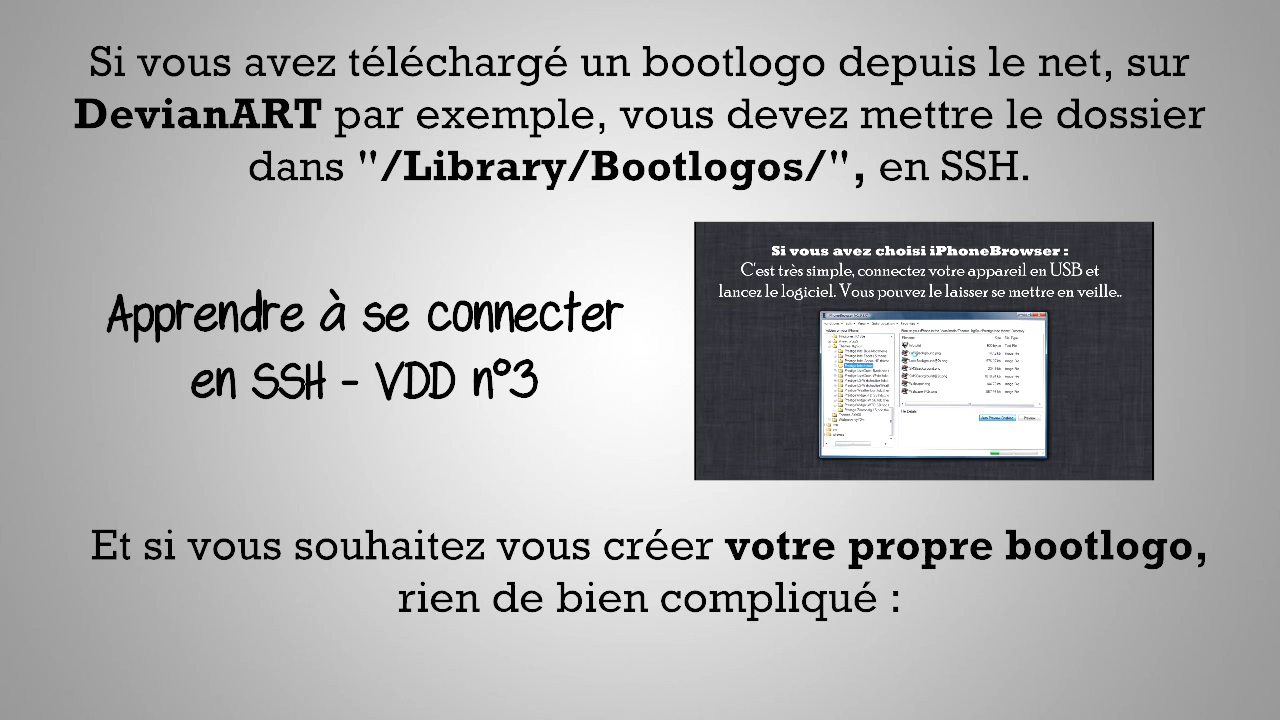 Si vous avez téléchargé un bootlogo depuis le net, sur
DevianART par exemple, vous devez mettre le dossier
dans "/Library/Bootlogos/", en SSH.
Apprendre à se connecter
en SSH - VDD n°3
Si vous avez choisi iPhoneBrowser :
C'est très simple, connectez votre appareil en USB et
lancez le logiciel. Vous pouvez le laisser se mettre en veille..
Et si vous souhaitez vous créer votre propre bootlogo,
rien de bien compliqué :